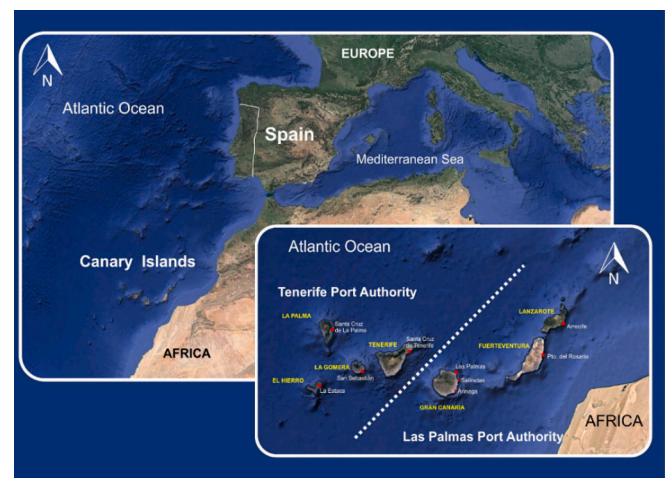 EUROPE
N
Atlantic Ocean
Spain
Mediterranean Sea
Canary Islands
AFRICA
Atlantic Ocean
N
Tenerife Port Authority
LANZAROTE
LA PALMA
Santa Cruz
de La Palma
Arrecife
Santa Cruz
de Tenerife
TENERIFE
FUERTEVENTURA
Pto. del Rosario
LA GOMERA
San Sebastián
Las Palmas
Salinetas
EL HIERRO
La Estaca
Arinaga
GRAN CANARIA
AFRICA
Las Palmas Port Authority